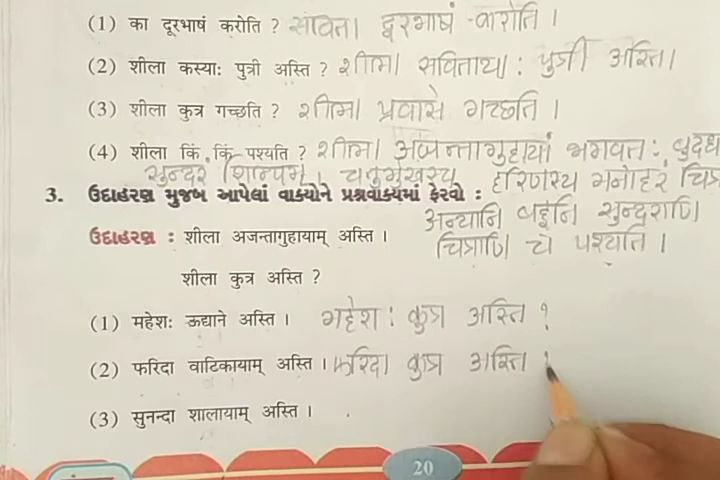 (1) का दूरभाषं करोति ? सविता दूरभाषं करोति ।
(2) शीला कस्याः पुत्री अस्ति ? शीला सवितायाः पुत्री अस्ति ।
(3) शीला कुत्र गच्छति ? शीला प्रवासे गच्छति ।
(4) शीला किं किं पश्यति ? शीला अजन्तागुहायां भगवतः बुद्ध
सुन्दर शिल्पम् । चतुर्मुखस्य हरिणस्य मनोहरं चित्र
3. ઉદાહરણ મુજબ આપેલાં વાક્યોને પ્રશ્નવાક્યમાં ફેરવો :
अन्यानि बहूनि सुन्दराणि
ઉદાહરણ : शीला अजन्तागुहायाम् अस्ति ।
चित्राणि च पश्यति ।
शीला कुत्र अस्ति ?
(1) महेशः ऊद्याने अस्ति । महेशः कुत्र अस्ति ?
(2) फरिदा वाटिकायाम् अस्ति । फरिदा कुत्र अस्ति ?
(3) सुनन्दा शालायाम् अस्ति ।
20